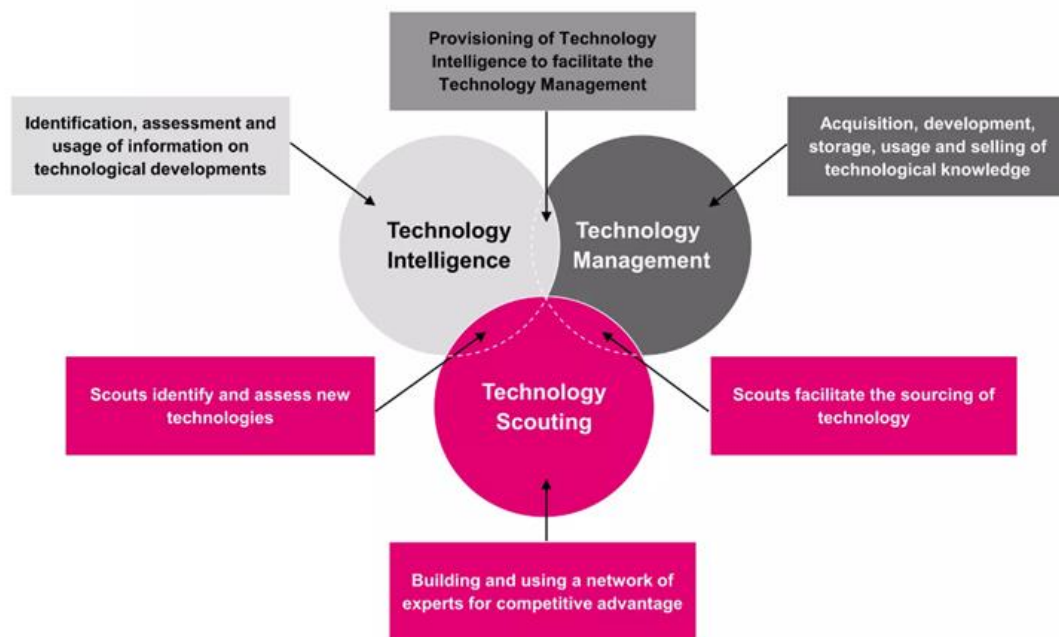 Provisioning of Technology
Intelligence to facilitate the
Technology Management
Identification, assessment and
usage of information on
technological developments
Acquisition, development,
storage, usage and selling of
technological knowledge
Technology
Intelligence
Technology
Management
Scouts identify and assess new
technologies
Technology
Scouting
Scouts facilitate the sourcing of
technology
Building and using a network of
experts for competitive advantage